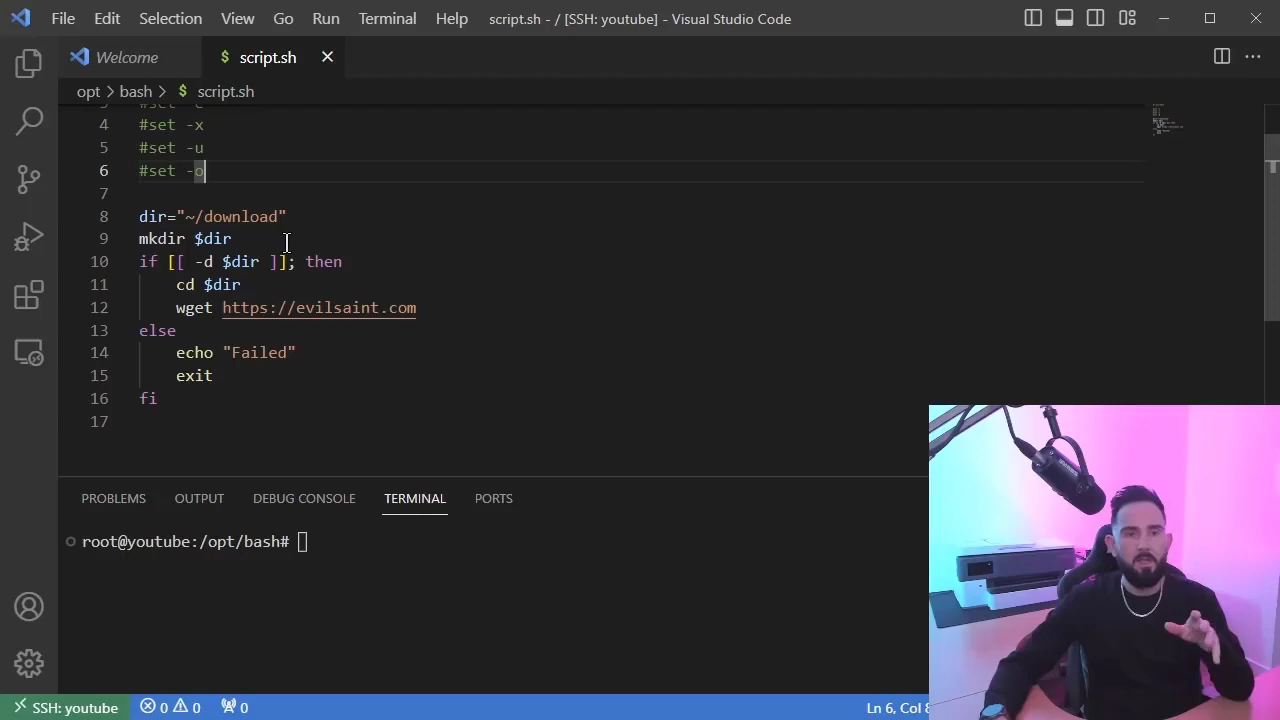 File Edit Selection View Go Run Terminal Help script.sh - / [SSH: youtube] - Visual Studio Code
Welcome $ script.sh
opt > bash > $ script.sh
4 #set -x
5 #set -u
6 #set -o
7
8 dir="~/download"
9 mkdir $dir
10 if [[ -d $dir ]]; then
11 cd $dir
12 wget https://evilsaint.com
13 else
14 echo "Failed"
15 exit
16 fi
17
PROBLEMS OUTPUT DEBUG CONSOLE TERMINAL PORTS
root@youtube:/opt/bash#
SSH: youtube 0 0 0 Ln 6, Col